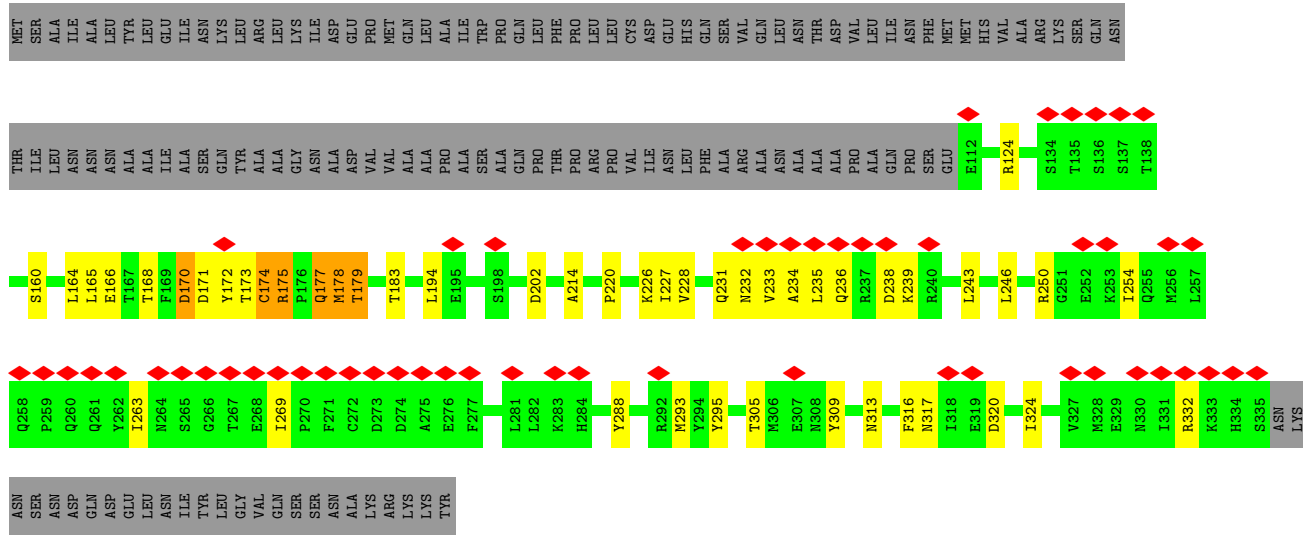 MET SER ALA ILE ALA LEU TYR LEU GLU ILE ASN LYS LEU ARG LEU LYS ILE ASP GLU PRO MET GLN LEU ALA ILE TRP PRO GLN LEU PHE PRO LEU LEU CYS ASP GLU HIS GLN SER VAL GLN LEU ASN THR ASP VAL LEU ILE ASN PHE MET MET HIS VAL ALA ARG LYS SER GLN ASN
THR ILE LEU ASN ASN ASN ALA ALA ILE ALA SER GLN TYR ALA ALA GLY ASN ALA ASP VAL VAL ALA ALA PRO ALA SER ALA GLN PRO THR PRO ARG PRO VAL ILE ASN LEU PHE ALA ARG ALA ASN ALA ALA ALA PRO ALA GLN PRO SER GLU E112 R124 S134 T135 S136 S137 T138
S160 L164 L165 E166 T167 T168 F169 D170 D171 Y172 T173 C174 R175 P176 Q177 M178 T179 T183 L194 E195 S198 D202 A214 P220 K226 I227 V228 Q231 N232 V233 A234 L235 Q236 R237 D238 K239 R240 L243 L246 R250 G251 E252 K253 I254 Q255 M256 L257
Q258 P259 Q260 Q261 Y262 I263 N264 S265 G266 T267 E268 I269 P270 F271 C272 D273 D274 A275 E276 F277 L281 L282 K283 H284 Y288 R292 M293 Y294 Y295 T305 M306 E307 N308 Y309 N313 F316 N317 I318 E319 D320 I324 V327 M328 E329 N330 I331 R332 K333 H334 S335 ASN LYS
ASN SER ASN ASP GLN ASP GLU LEU ASN ILE TYR LEU GLY VAL GLN SER SER ASN ALA LYS ARG LYS LYS TYR